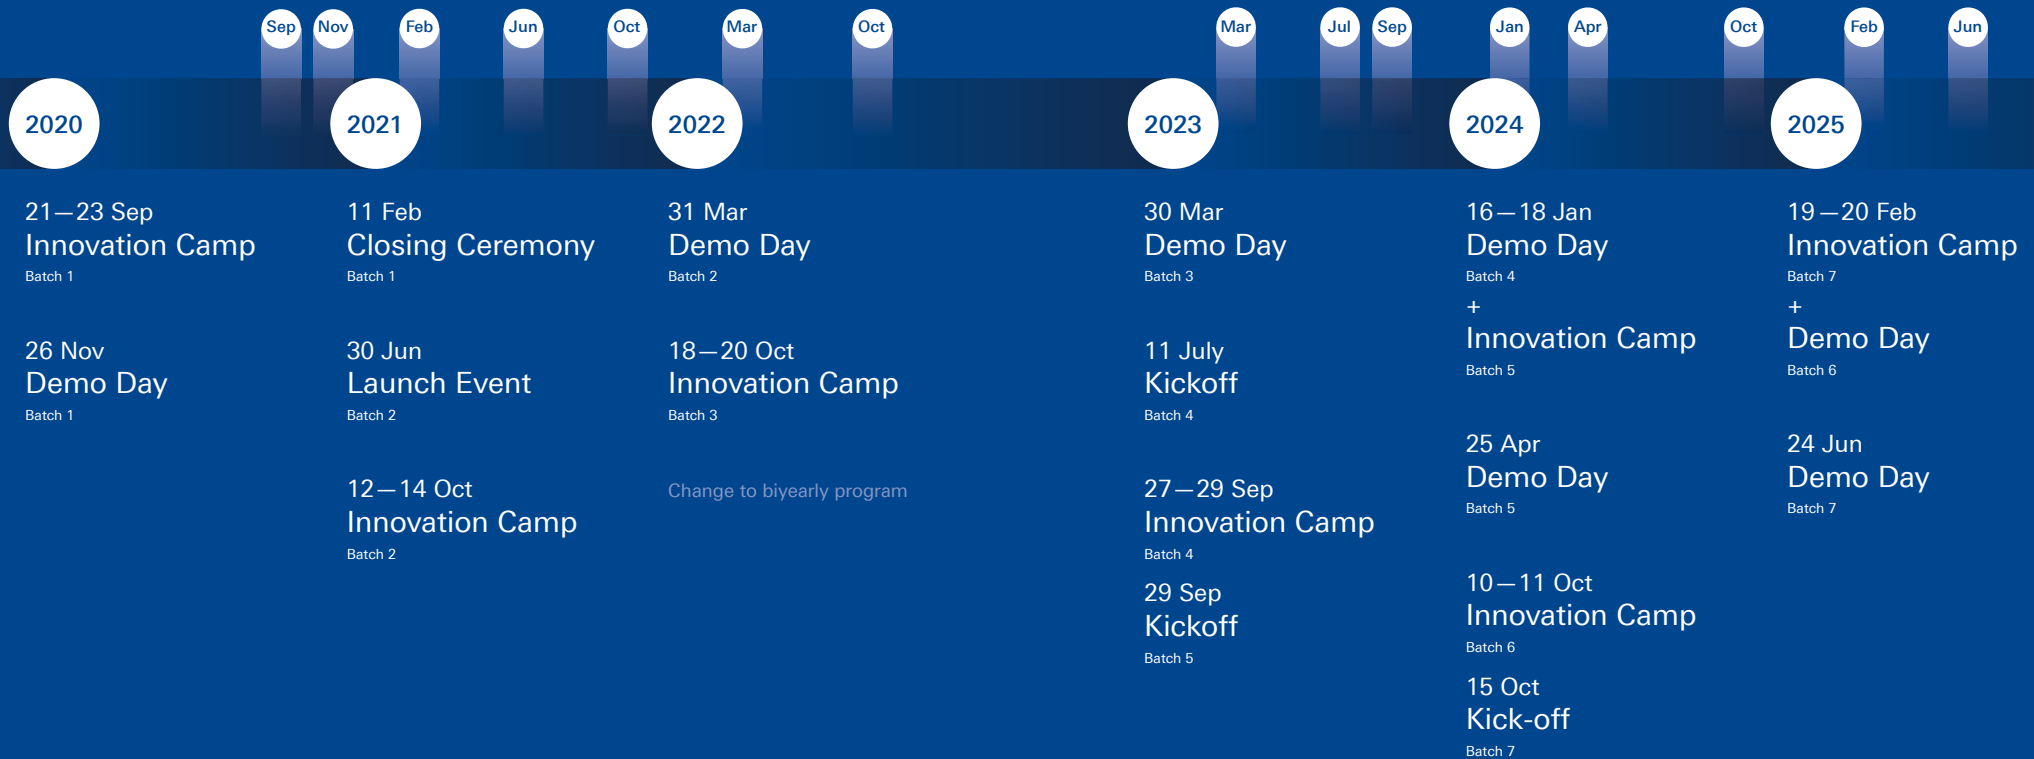 Sep
Nov
Feb
Jun
Oct
Mar
Oct
Mar
Jul
Sep
Jan
Apr
Oct
Feb
Jun
2020
2021
2022
2023
2024
2025
21—23 Sep
Innovation Camp
Batch 1
26 Nov
Demo Day
Batch 1
11 Feb
Closing Ceremony
Batch 1
30 Jun
Launch Event
Batch 2
12—14 Oct
Innovation Camp
Batch 2
31 Mar
Demo Day
Batch 2
18—20 Oct
Innovation Camp
Batch 3
Change to biyearly program
30 Mar
Demo Day
Batch 3
11 July
Kickoff
Batch 4
27—29 Sep
Innovation Camp
Batch 4
29 Sep
Kickoff
Batch 5
16—18 Jan
Demo Day
Batch 4
+
Innovation Camp
Batch 5
25 Apr
Demo Day
Batch 5
10—11 Oct
Innovation Camp
Batch 6
15 Oct
Kick-off
Batch 7
19—20 Feb
Innovation Camp
Batch 7
+
Demo Day
Batch 6
24 Jun
Demo Day
Batch 7